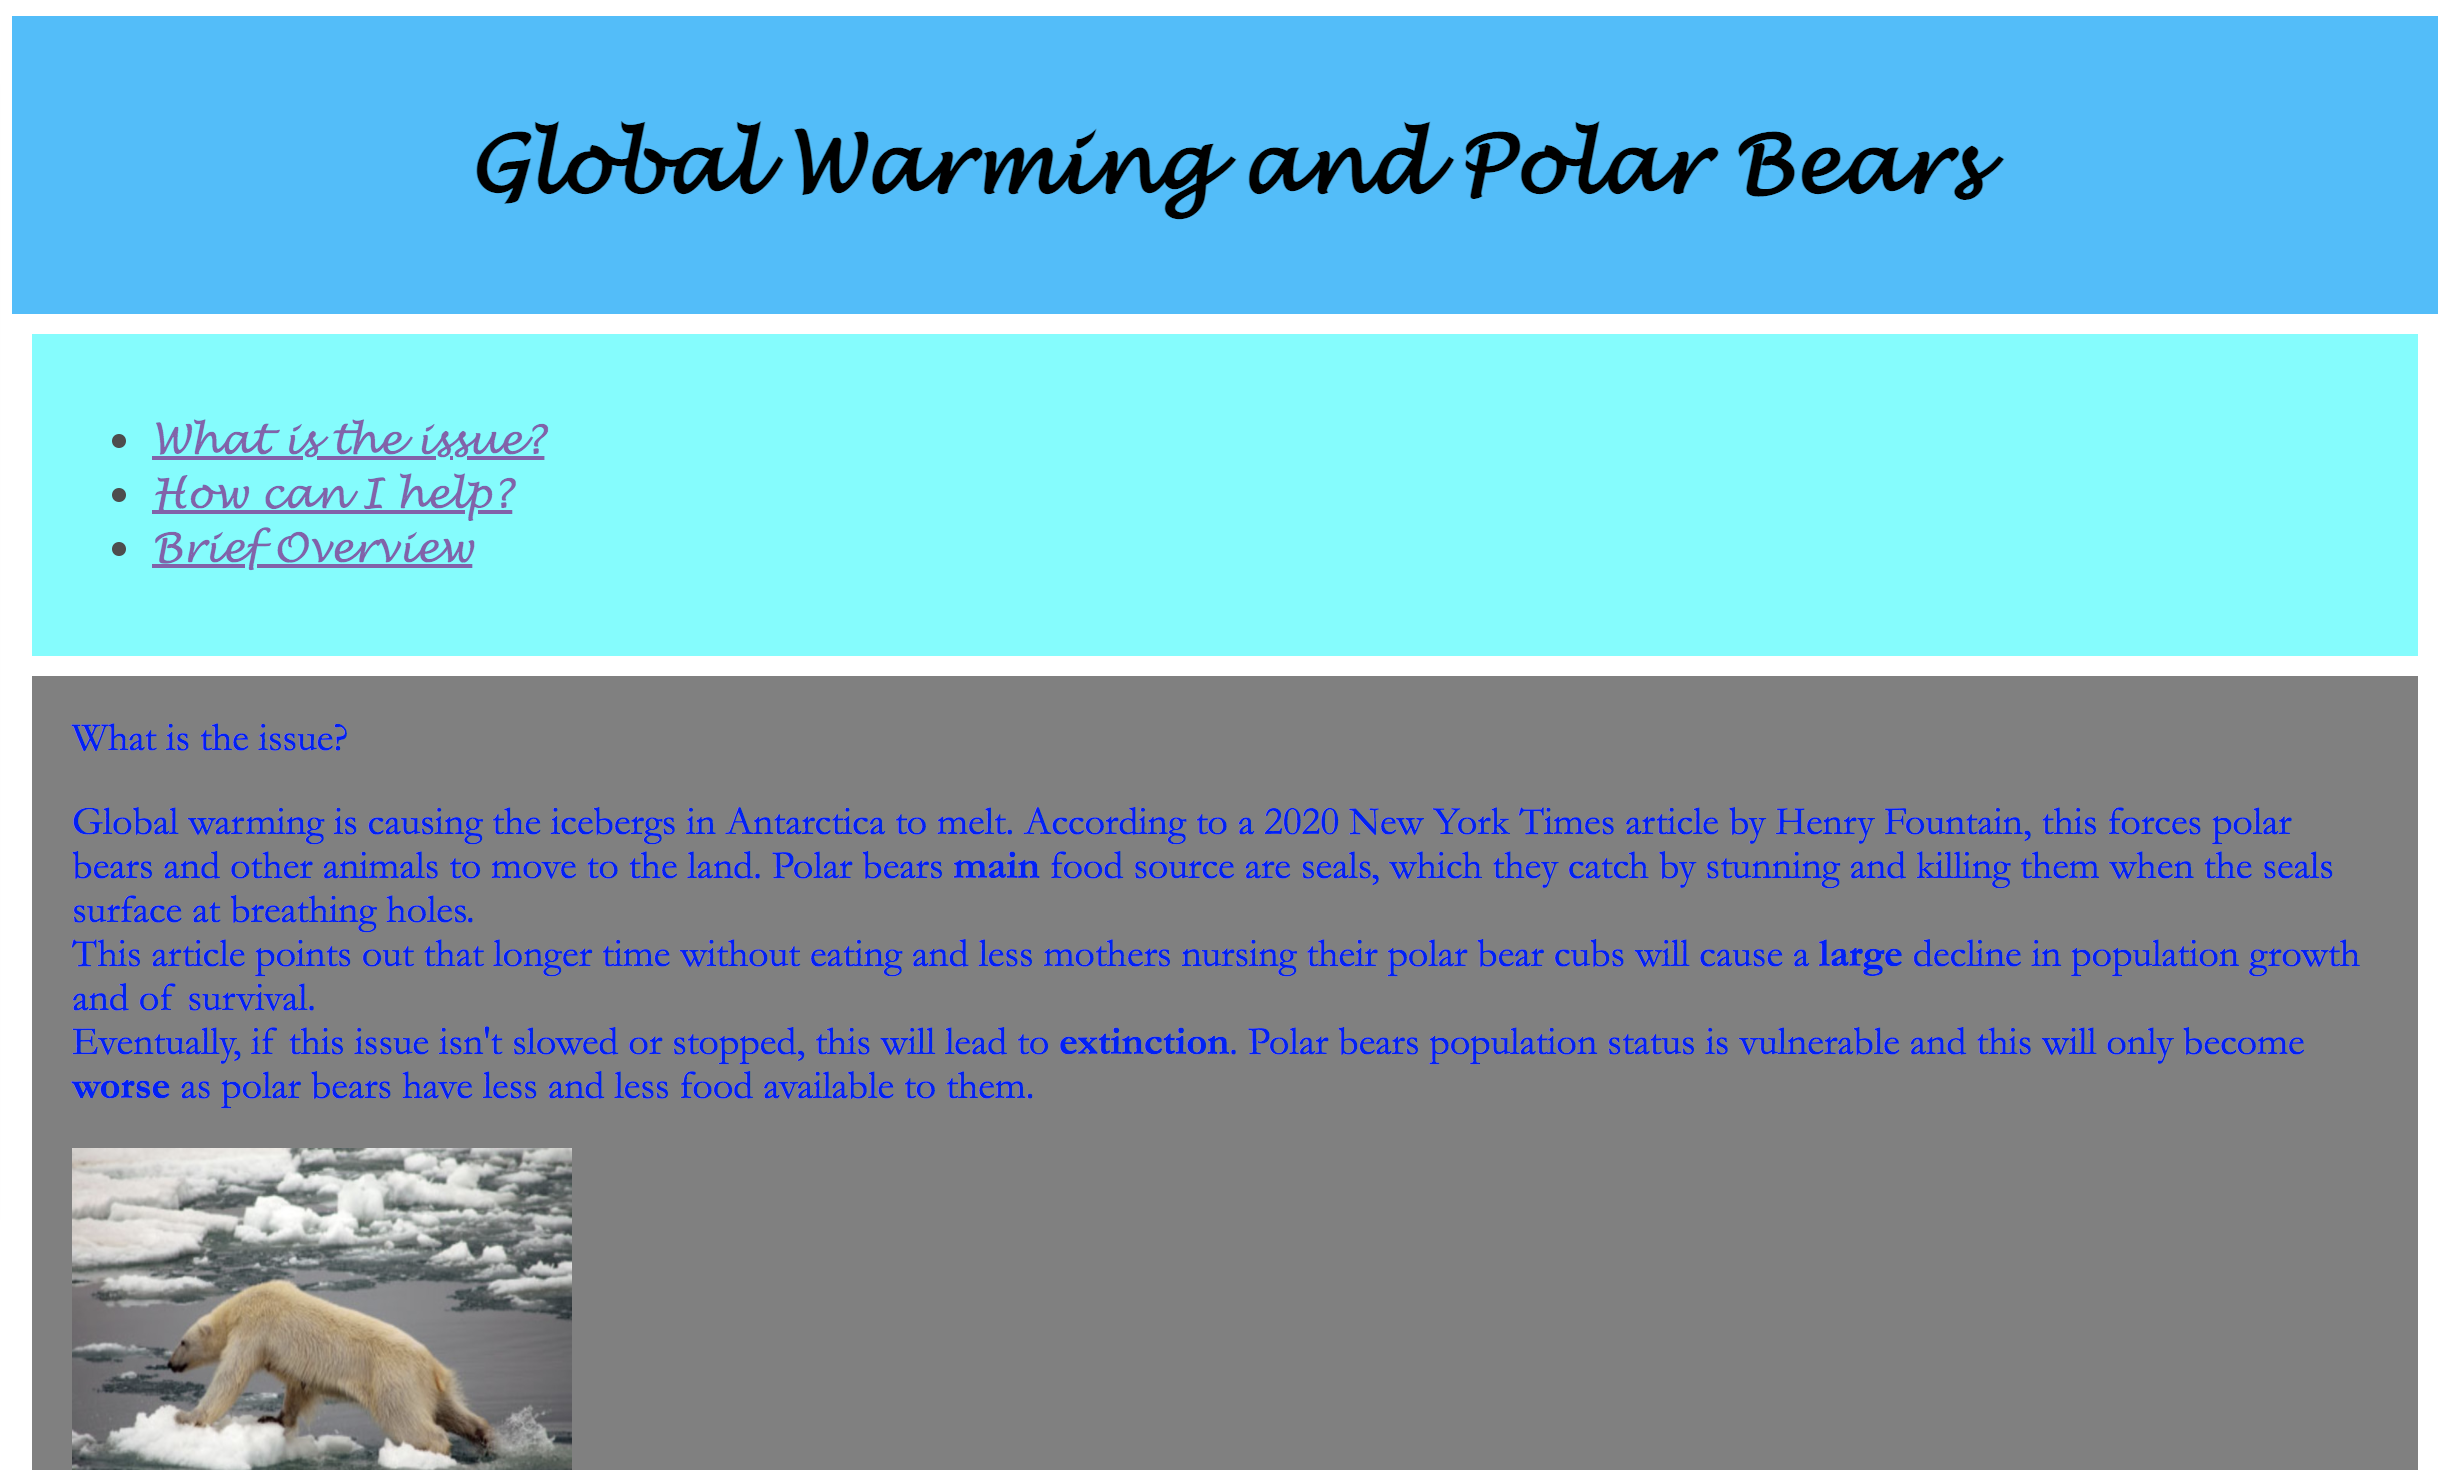 Global Warming and Polar Bears
What is the issue?
How can I help?
Brief Overview
What is the issue?
Global warming is causing the icebergs in Antarctica to melt. According to a 2020 New York Times article by Henry Fountain, this forces polar
bears and other animals to move to the land. Polar bears main food source are seals, which they catch by stunning and killing them when the seals
surface at breathing holes.
This article points out that longer time without eating and less mothers nursing their polar bear cubs will cause a large decline in population growth
and of survival.
Eventually, if this issue isn't slowed or stopped, this will lead to extinction. Polar bears population status is vulnerable and this will only become
worse as polar bears have less and less food available to them.